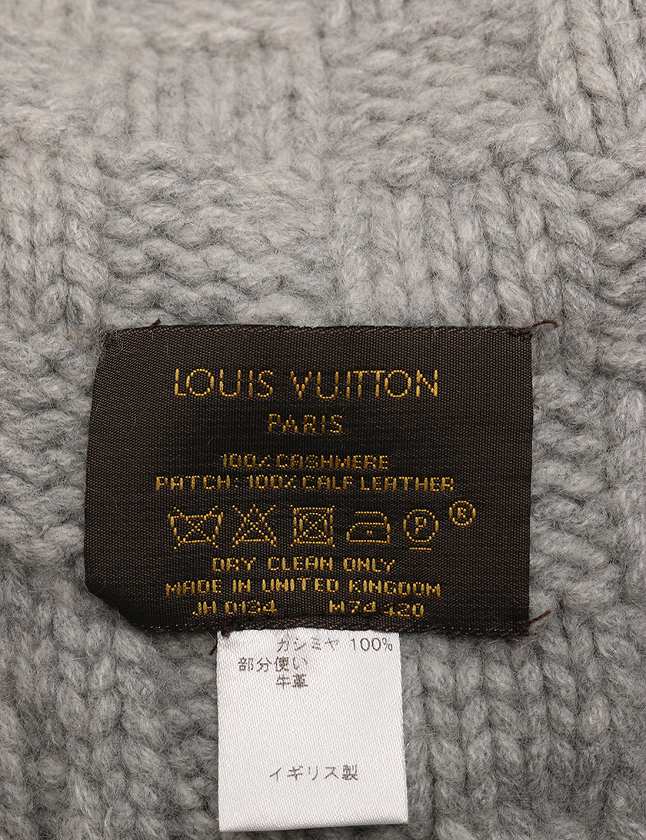 LOUIS VUITTON
PARIS
100% CASHMERE
PATCH: 100% CALF LEATHER
P
®
DRY CLEAN ONLY
MADE IN UNITED KINGDOM
JH 0134 M74420
カシミヤ 100%
部分使い
牛革
イギリス製